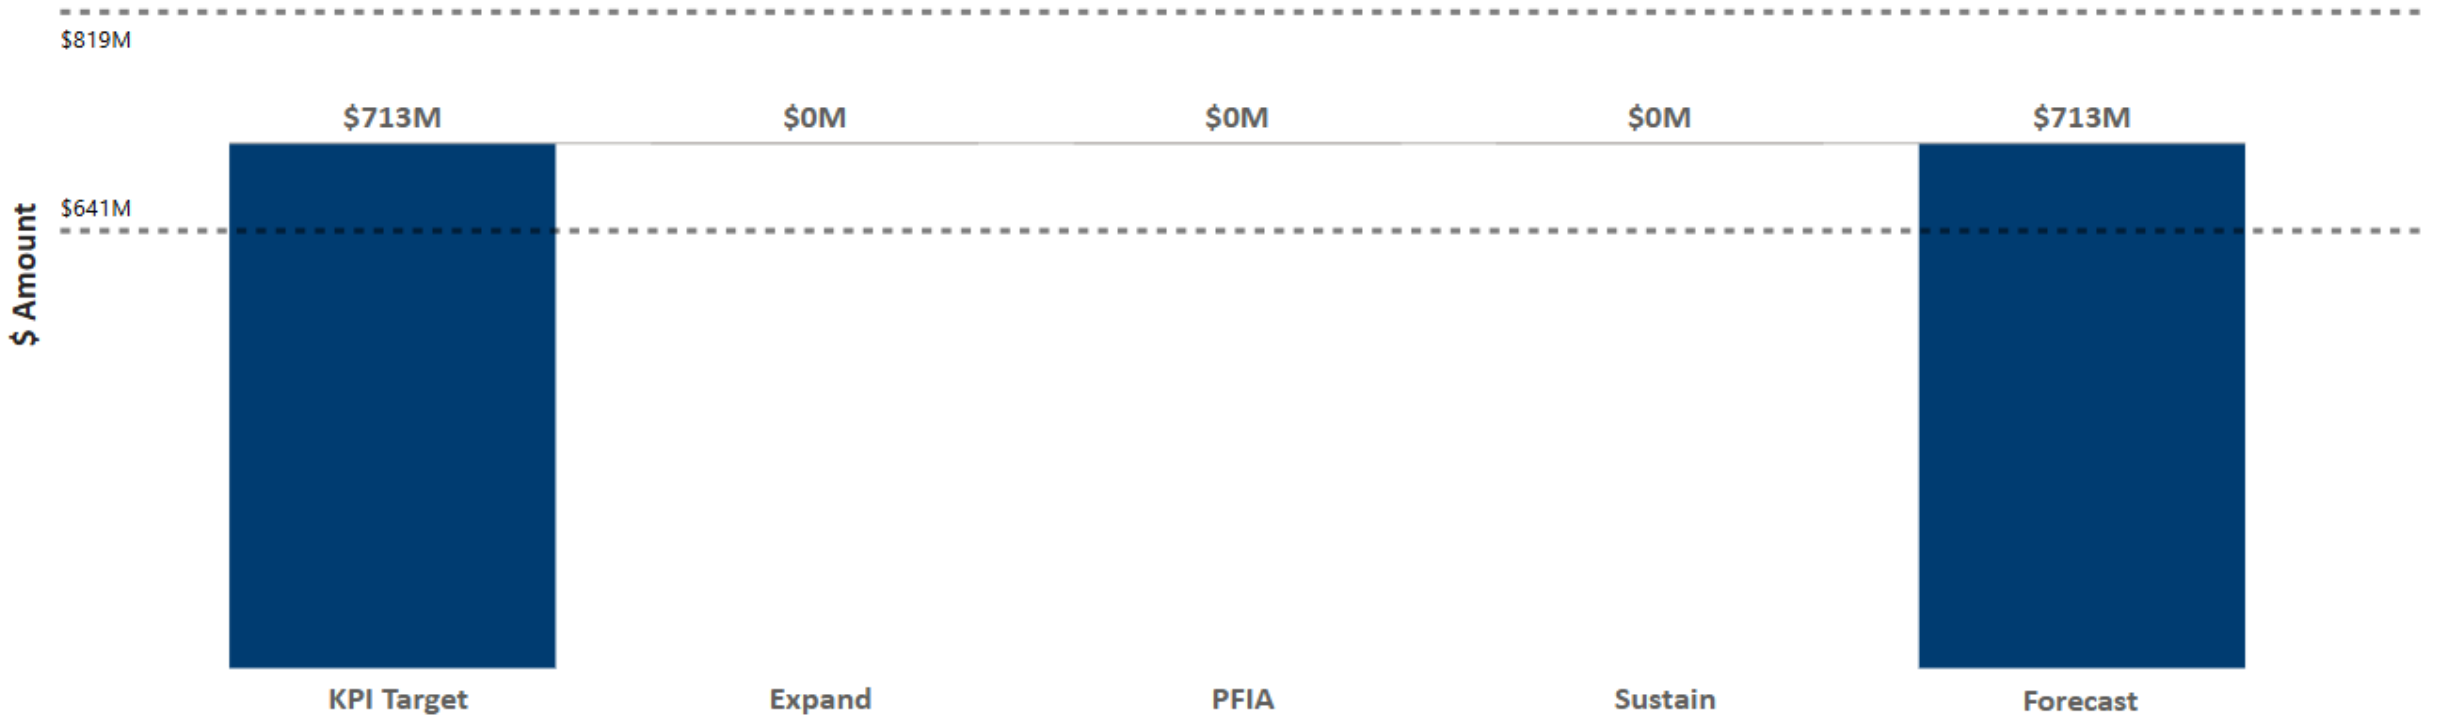 $819M
$713M
$0M
$0M
$0M
$713M
$641M
$ Amount
KPI Target
Expand
PFIA
Sustain
Forecast